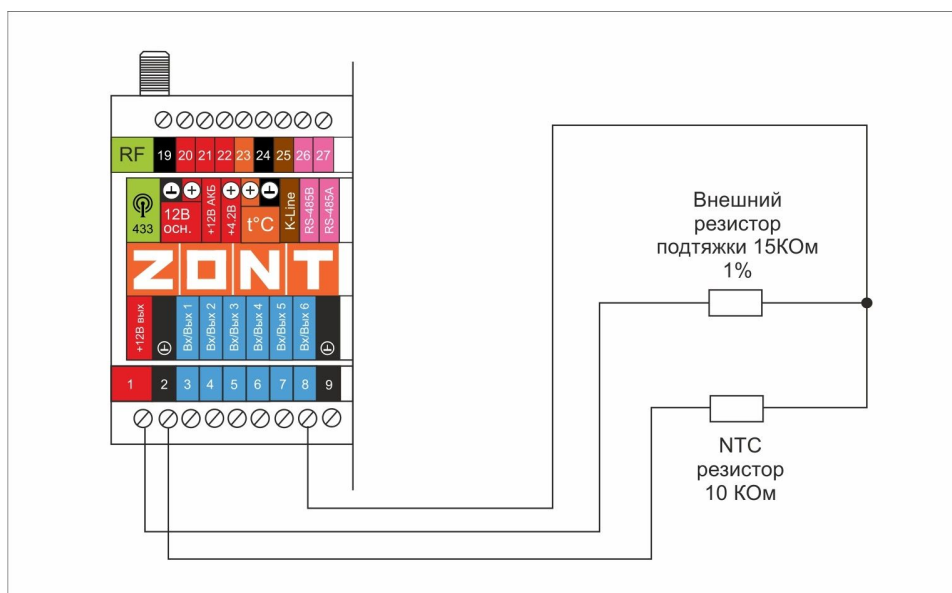 RF 19 20 21 22 23 24 25 26 27
433
12В
осн.
+12В АКБ
+4.2В
t°C
K-Line
RS-485B
RS-485A
ZONT
+12В вых
Вх/Вых 1
Вх/Вых 2
Вх/Вых 3
Вх/Вых 4
Вх/Вых 5
Вх/Вых 6
1 2 3 4 5 6 7 8 9
Внешний
резистор
подтяжки 15КОм
1%
NTC
резистор
10 КОм